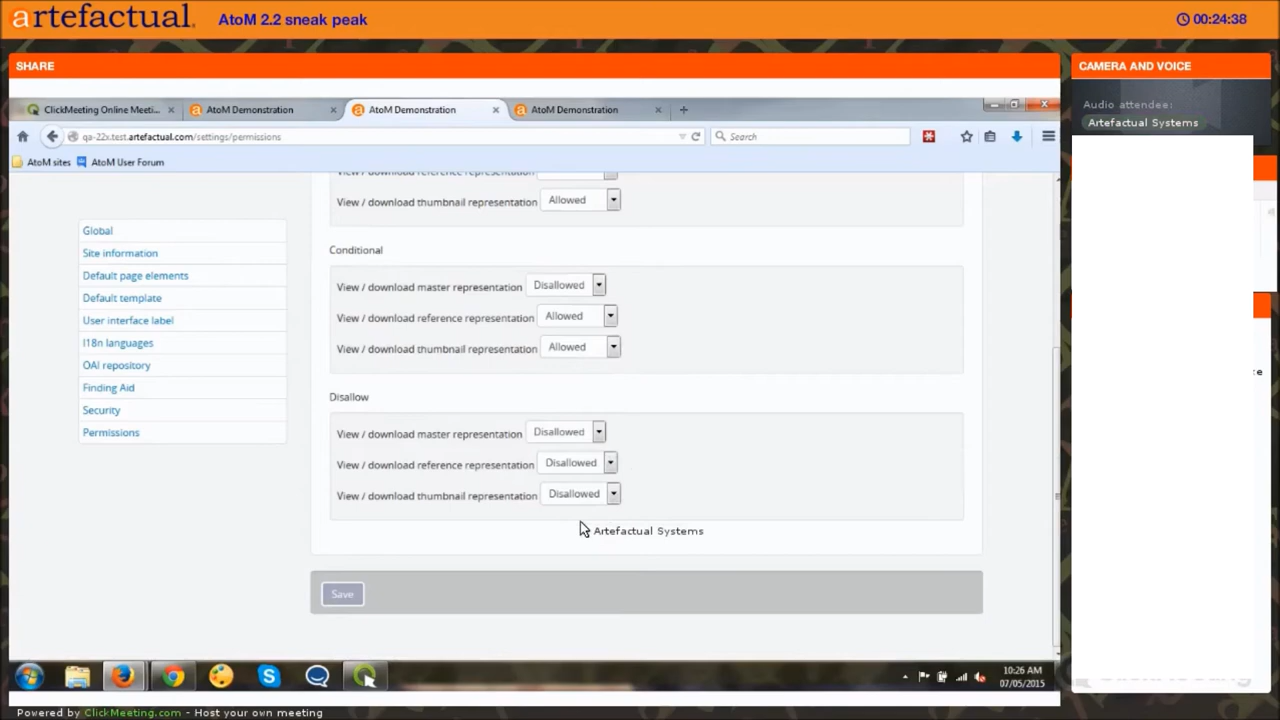 artefactual. AtoM 2.2 sneak peak 00:24:38
SHARE CAMERA AND VOICE
ClickMeeting Online Meeti... × AtoM Demonstration × AtoM Demonstration × AtoM Demonstration × +
Audio attendee:
Artefactual Systems
qa-22x.test.artefactual.com/settings/permissions Search
AtoM sites AtoM User Forum
View / download reference representation
View / download thumbnail representation Allowed
Global
Site information
Default page elements
Default template
User interface label
I18n languages
OAI repository
Finding Aid
Security
Permissions
Conditional
View / download master representation Disallowed
View / download reference representation Allowed
View / download thumbnail representation Allowed
Disallow
View / download master representation Disallowed
View / download reference representation Disallowed
View / download thumbnail representation Disallowed
Artefactual Systems
Save
10:26 AM
07/05/2015
Powered by ClickMeeting.com - Host your own meeting